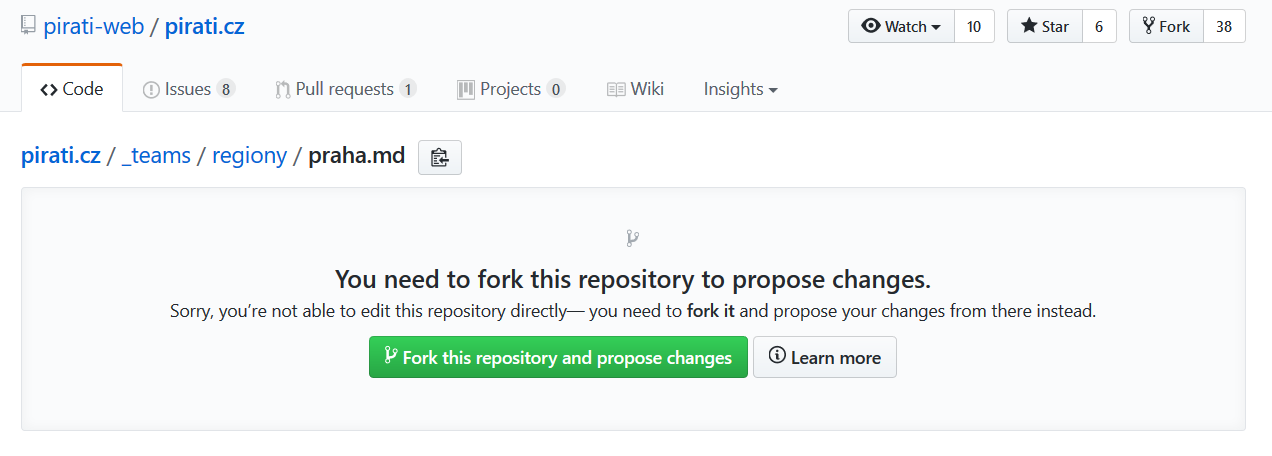 pirati-web / pirati.cz Watch 10 Star 6 Fork 38
Code Issues 8 Pull requests 1 Projects 0 Wiki Insights
pirati.cz / _teams / regiony / praha.md
You need to fork this repository to propose changes.
Sorry, you’re not able to edit this repository directly— you need to fork it and propose your changes from there instead.
Fork this repository and propose changes Learn more